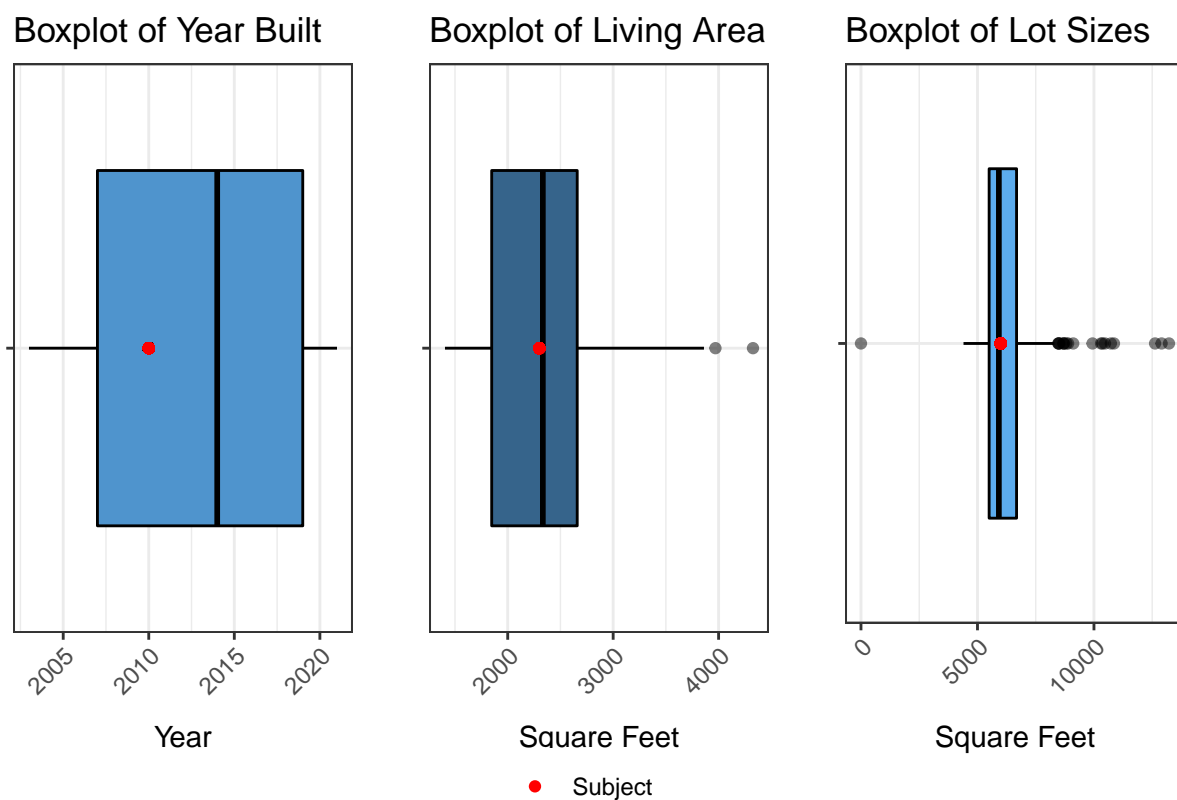 Boxplot of Year Built
Boxplot of Living Area
Boxplot of Lot Sizes
2005
2010
2015
2020
2000
3000
4000
0
5000
10000
Year
Square Feet
Square Feet
Subject